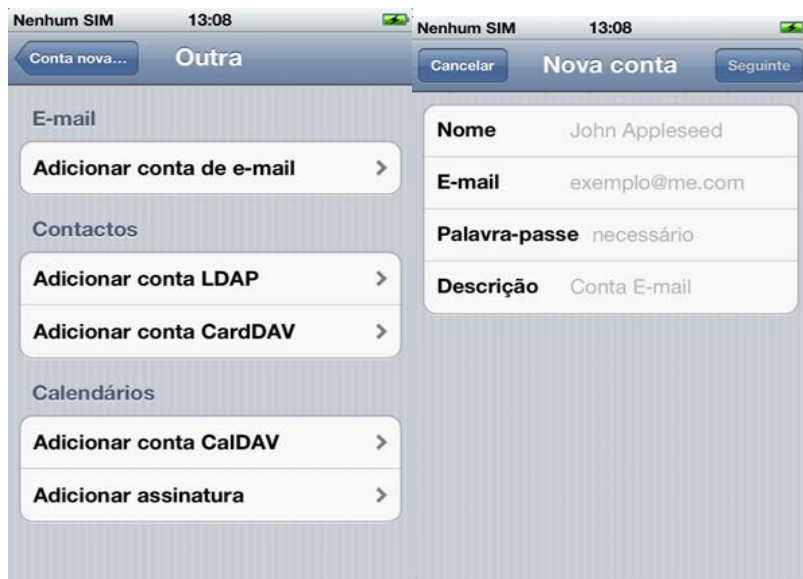 Nenhum SIM 13:08
Conta nova... Outra
E-mail
Adicionar conta de e-mail
Contactos
Adicionar conta LDAP
Adicionar conta CardDAV
Calendários
Adicionar conta CalDAV
Adicionar assinatura
Nenhum SIM 13:08
Cancelar Nova conta Seguinte
Nome John Appleseed
E-mail exemplo@me.com
Palavra-passe necessário
Descrição Conta E-mail